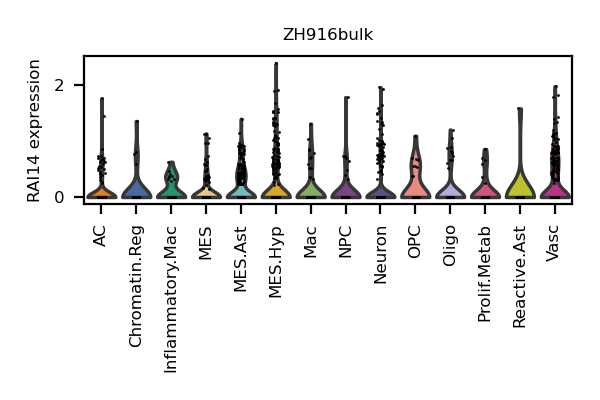 ZH916bulk
RAI14 expression
2
0
AC
Chromatin.Reg
Inflammatory.Mac
MES
MES.Ast
MES.Hyp
Mac
NPC
Neuron
OPC
Oligo
Prolif.Metab
Reactive.Ast
Vasc